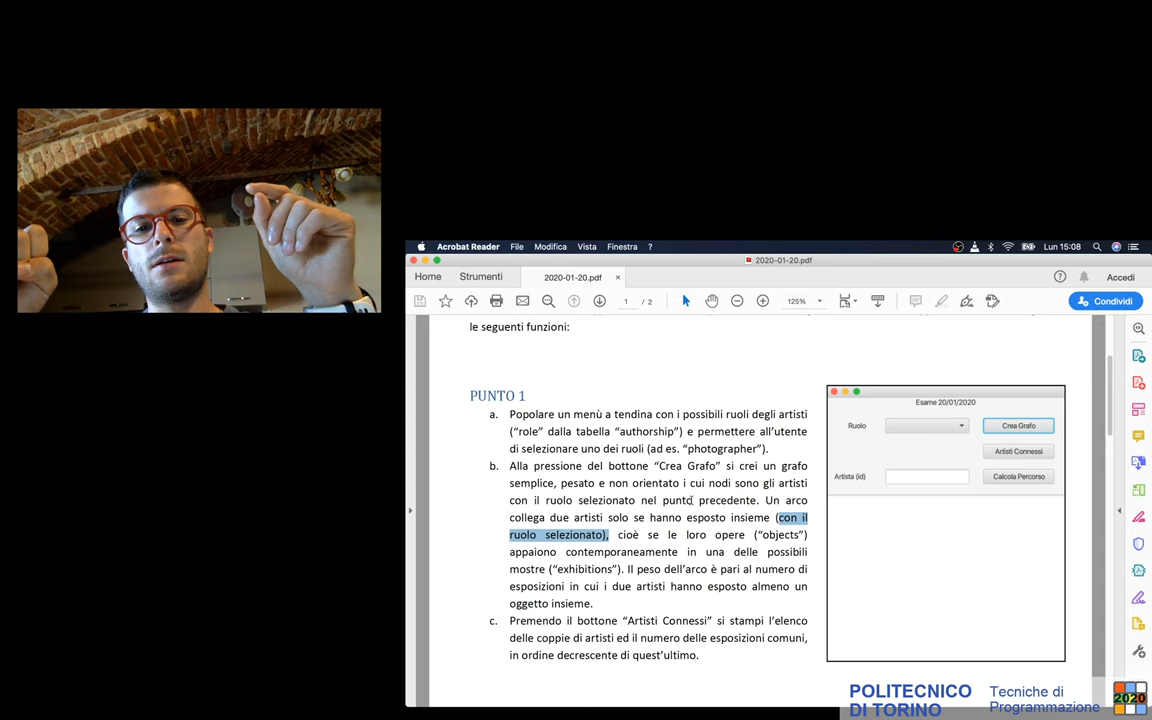 Acrobat Reader File Modifica Vista Finestra ? Lun 15:08
2020-01-20.pdf
Home Strumenti 2020-01-20.pdf × Accedi
1 / 2 125% Condividi
le seguenti funzioni:
PUNTO 1
a. Popolare un menù a tendina con i possibili ruoli degli artisti
("role" dalla tabella "authorship") e permettere all'utente
di selezionare uno dei ruoli (ad es. "photographer").
b. Alla pressione del bottone "Crea Grafo" si crei un grafo
semplice, pesato e non orientato i cui nodi sono gli artisti
con il ruolo selezionato nel punto precedente. Un arco
collega due artisti solo se hanno esposto insieme (con il
ruolo selezionato), cioè se le loro opere ("objects")
appaiono contemporaneamente in una delle possibili
mostre ("exhibitions"). Il peso dell'arco è pari al numero di
esposizioni in cui i due artisti hanno esposto almeno un
oggetto insieme.
c. Premendo il bottone "Artisti Connessi" si stampi l'elenco
delle coppie di artisti ed il numero delle esposizioni comuni,
in ordine decrescente di quest'ultimo.
Esame 20/01/2020
Ruolo Crea Grafo
Artisti Connessi
Artista (id) Calcola Percorso
POLITECNICO
DI TORINO
Tecniche di
Programmazione
2020